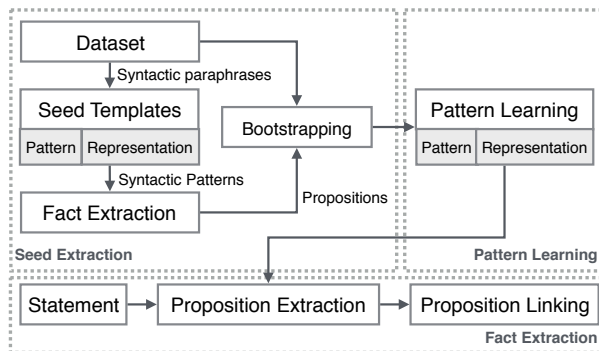 Dataset
Syntactic paraphrases
Seed Templates
Pattern Representation
Syntactic Patterns
Fact Extraction
Bootstrapping
Propositions
Seed Extraction
Pattern Learning
Pattern Representation
Pattern Learning
Statement
Proposition Extraction
Proposition Linking
Fact Extraction